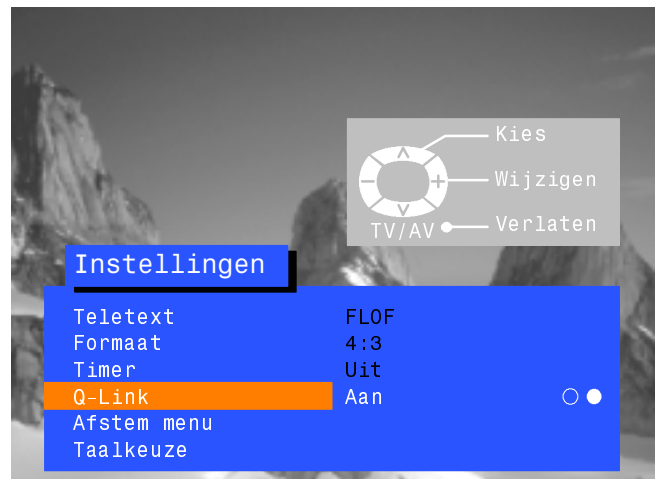 Kies
Wijzigen
TV/AV Verlaten
Instellingen
Teletext FLOF
Formaat 4:3
Timer Uit
Q-Link Aan
Afstem menu
Taalkeuze